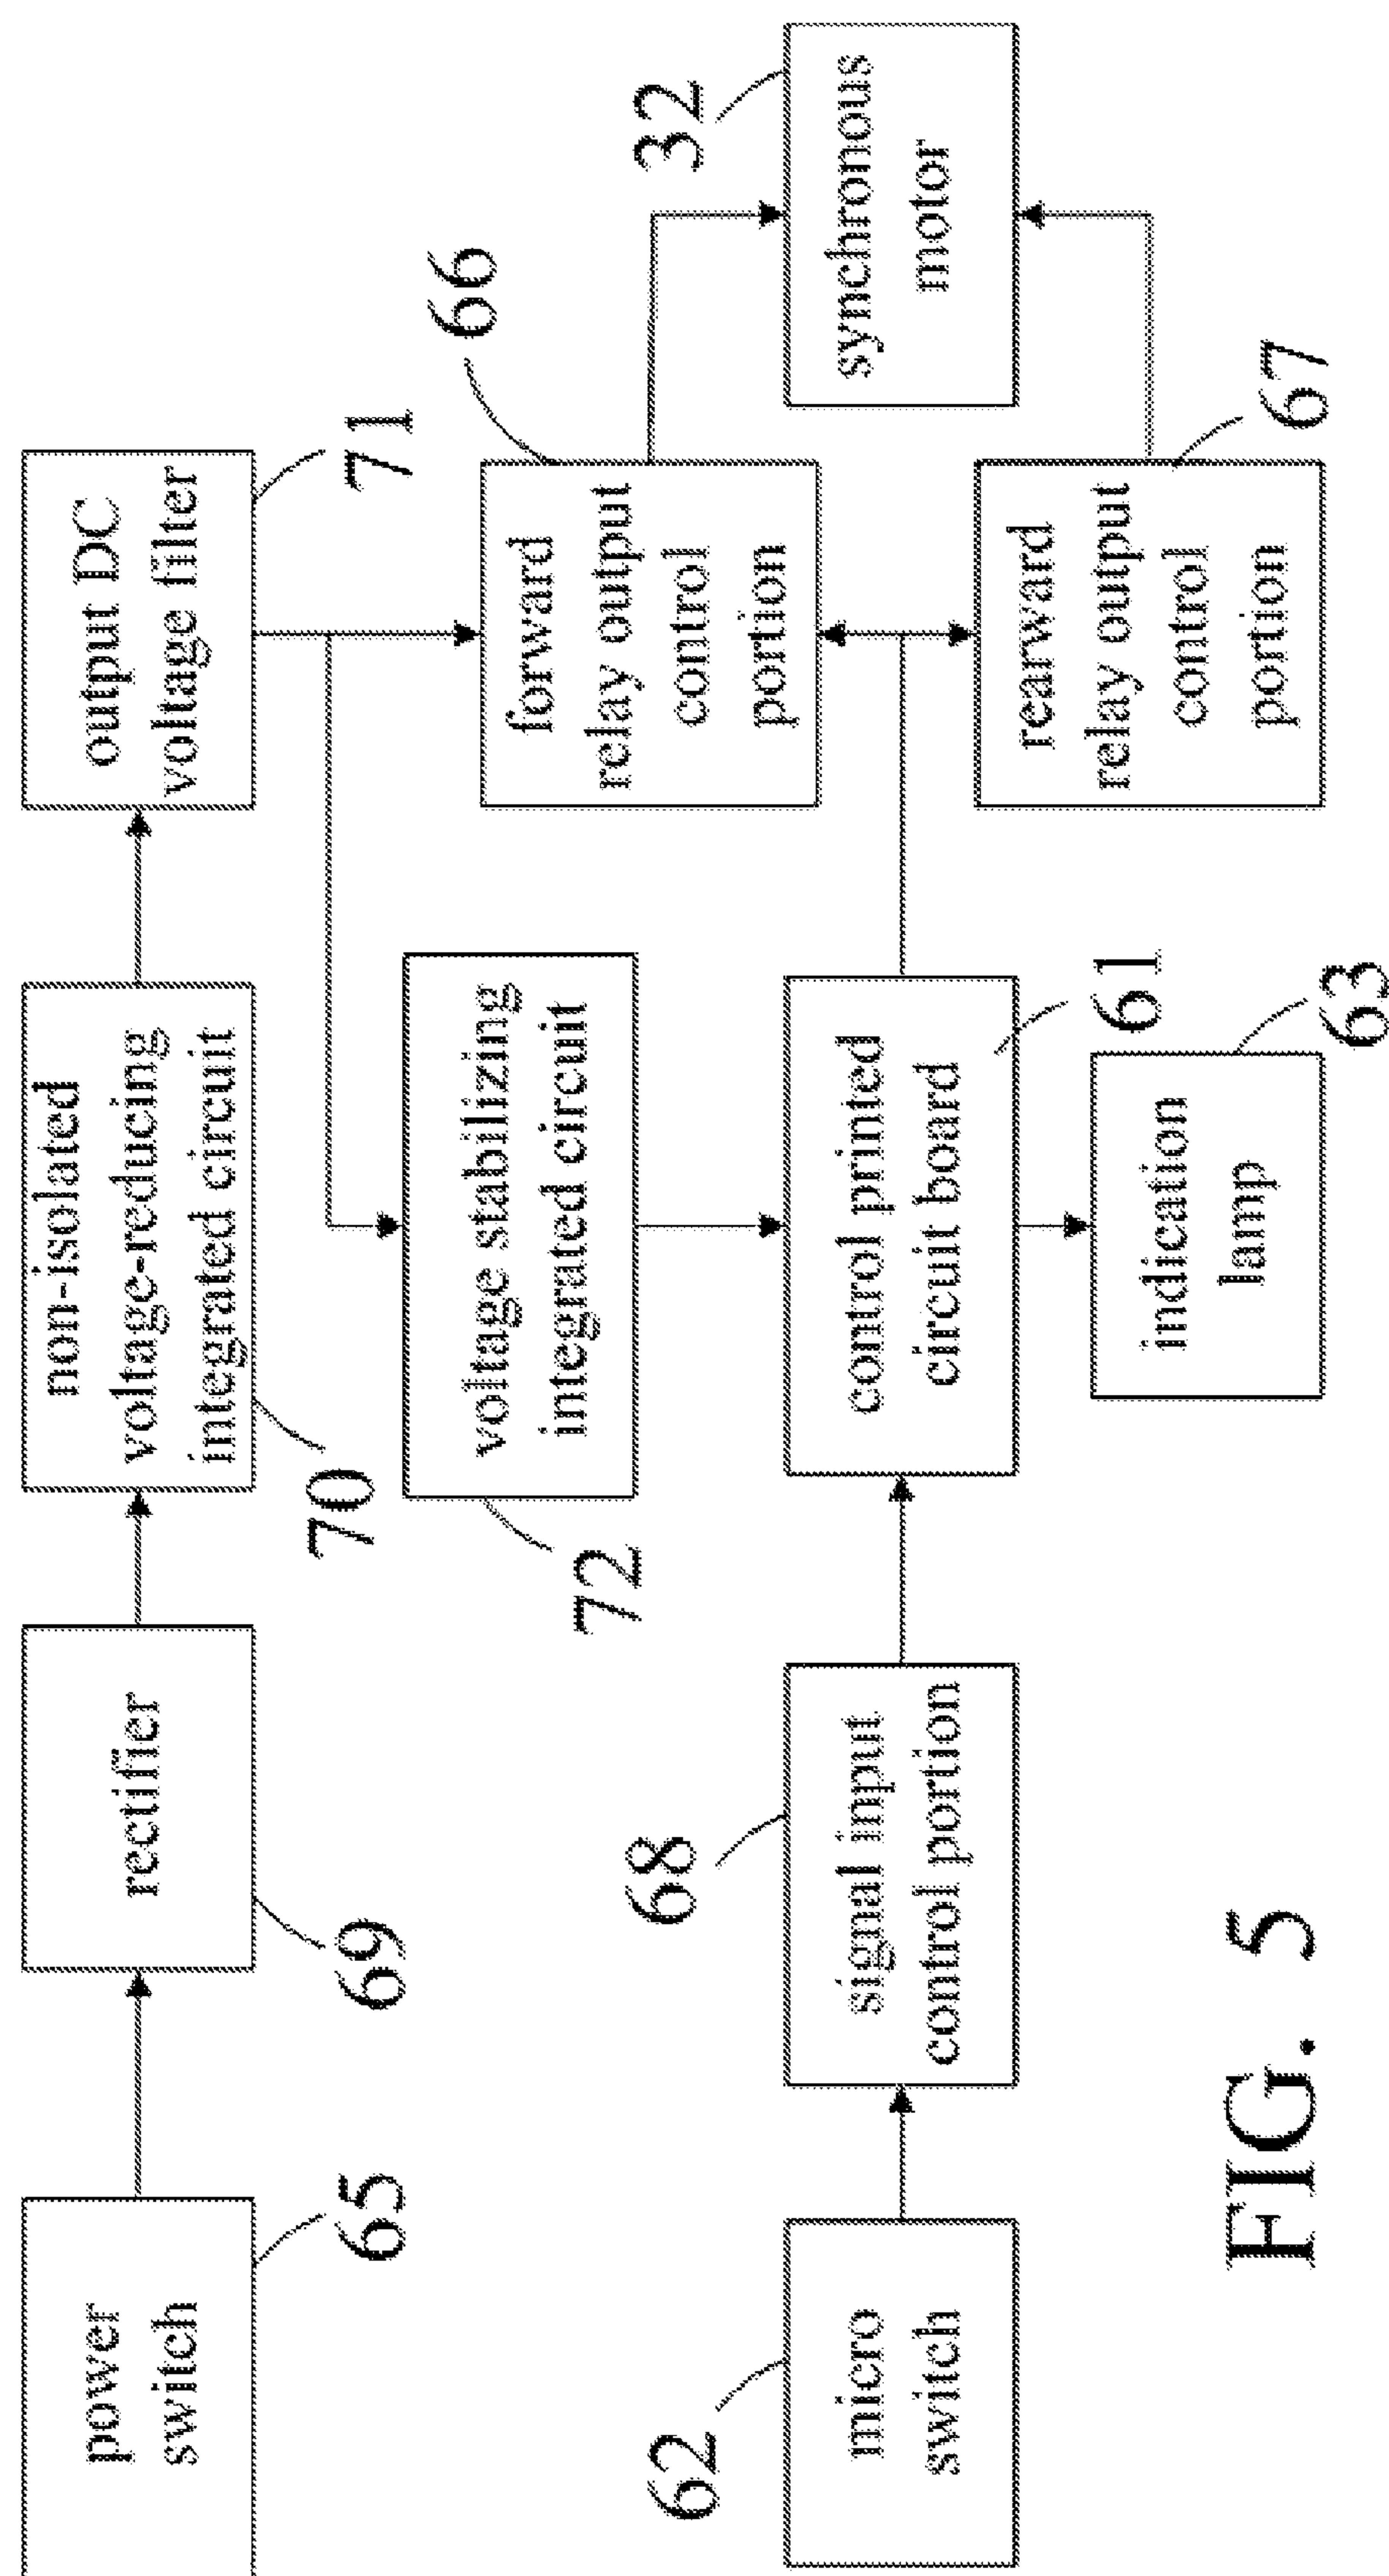 power
switch
65
rectifier
69
non-isolated
voltage-reducing
integrated circuit
70
output DC
voltage filter
71
voltage stabilizing
integrated circuit
72
forward
relay output
control
portion
66
synchronous
motor
32
micro
switch
62
signal input
control portion
68
control printed
circuit board
61
rearward
relay output
control
portion
67
indication
lamp
63
FIG. 5